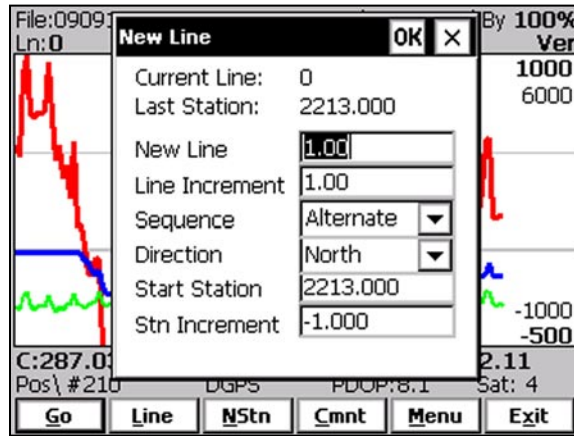 File:0909 By 100%
Ln:0 Ver
New Line OK ×
1000
6000
Current Line: 0
Last Station: 2213.000
New Line 1.00
Line Increment 1.00
Sequence Alternate
Direction North
Start Station 2213.000
Stn Increment -1.000
-1000
-500
C:287.03 2.11
Pos\ #210 DGPS PDOP:8.1 Sat: 4
Go Line NStn Cmnt Menu Exit